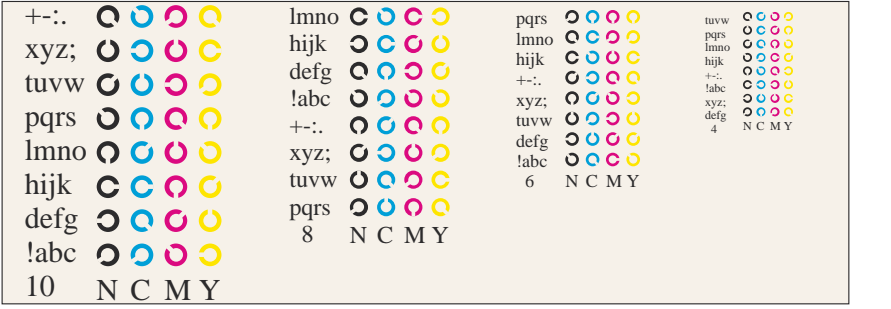 +-:.
xyz;
tuvw
pqrs
lmno
hijk
defg
!abc
10 N C M Y
lmno
hijk
defg
!abc
+-:.
xyz;
tuvw
pqrs
8 N C M Y
pqrs
lmno
hijk
+-:.
xyz;
tuvw
defg
!abc
6 N C M Y
tuvw
pqrs
lmno
hijk
+-:.
!abc
xyz;
defg
4 N C M Y